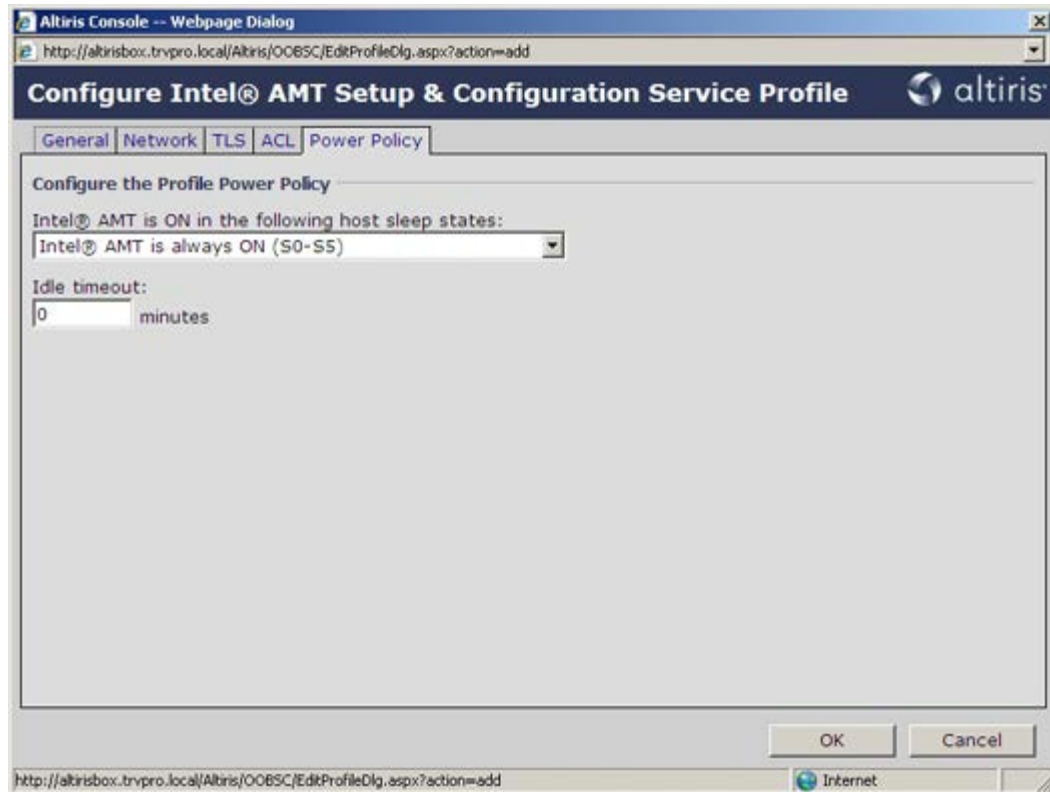 Altiris Console -- Webpage Dialog
http://altirisbox.trvpro.local/Altiris/OOBSC/EditProfileDlg.aspx?action=add
Configure Intel® AMT Setup & Configuration Service Profile
altiris
General Network TLS ACL Power Policy
Configure the Profile Power Policy
Intel® AMT is ON in the following host sleep states:
Intel® AMT is always ON (S0-S5)
Idle timeout:
0 minutes
OK Cancel
http://altirisbox.trvpro.local/Altiris/OOBSC/EditProfileDlg.aspx?action=add Internet